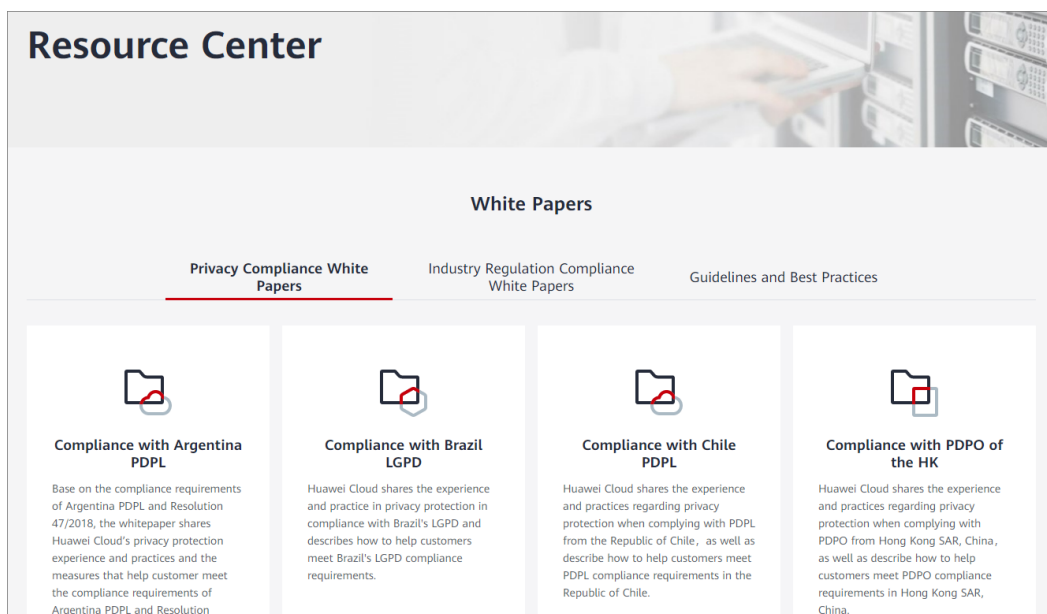 Resource Center
White Papers
Privacy Compliance White
Papers
Industry Regulation Compliance
White Papers
Guidelines and Best Practices
Compliance with Argentina
PDPL
Base on the compliance requirements
of Argentina PDPL and Resolution
47/2018, the whitepaper shares
Huawei Cloud's privacy protection
experience and practices and the
measures that help customer meet
the compliance requirements of
Argentina PDPL and Resolution
Compliance with Brazil
LGPD
Huawei Cloud shares the experience
and practice in privacy protection in
compliance with Brazil's LGPD and
describes how to help customers
meet Brazil's LGPD compliance
requirements.
Compliance with Chile
PDPL
Huawei Cloud shares the experience
and practices regarding privacy
protection when complying with PDPL
from the Republic of Chile，as well as
describe how to help customers meet
PDPL compliance requirements in the
Republic of Chile.
Compliance with PDPO of
the HK
Huawei Cloud shares the experience
and practices regarding privacy
protection when complying with
PDPO from Hong Kong SAR, China，
as well as describe how to help
customers meet PDPO compliance
requirements in Hong Kong SAR,
China.